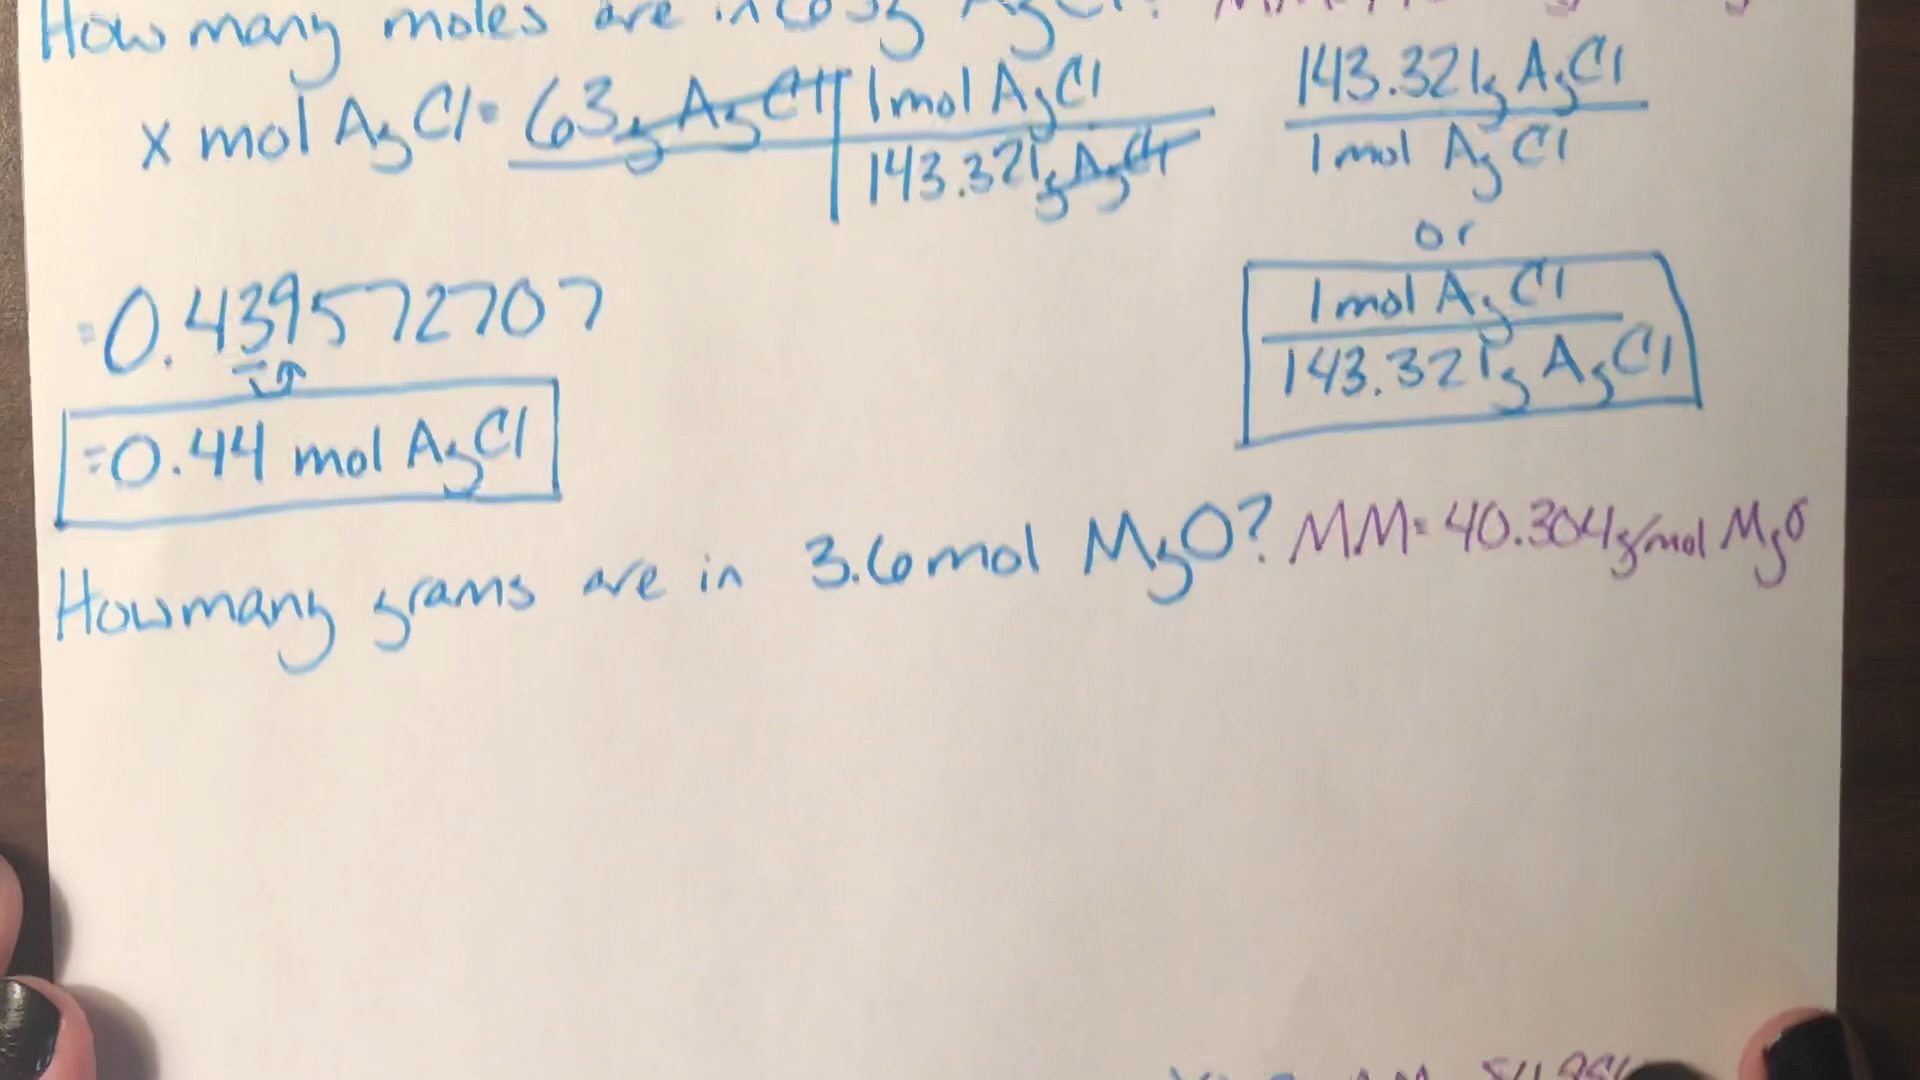 How many moles are in 63g AgCl?
x mol AgCl = 63g AgCl | 1 mol AgCl
143.321g AgCl
143.321g AgCl
1 mol AgCl
or
1 mol AgCl
143.321g AgCl
=0.439572707
=0.44 mol AgCl
How many grams are in 3.6 mol MgO? MM=40.304g/mol MgO